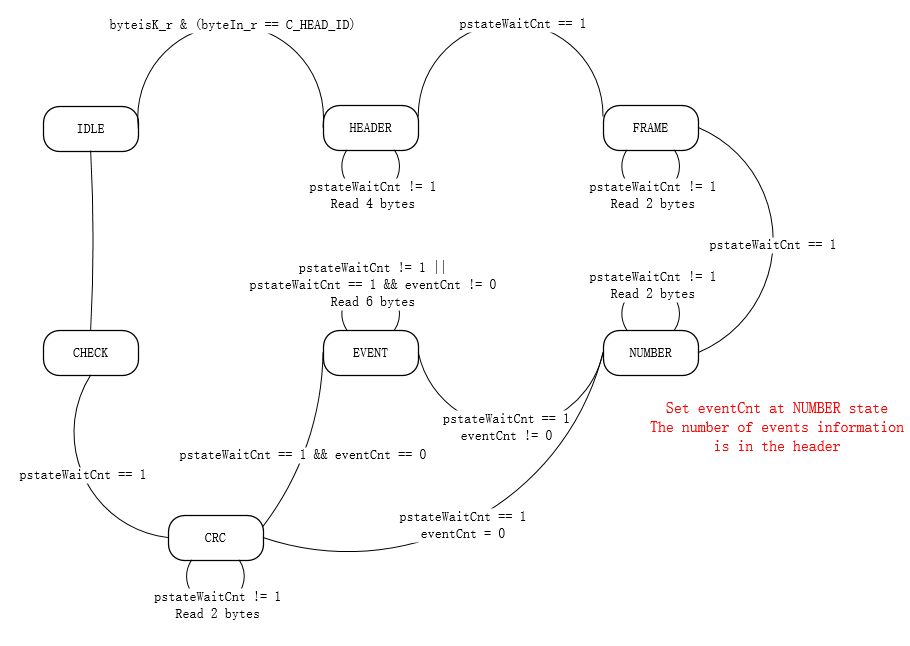 byteisK_r & (byteIn_r == C_HEAD_ID)
pstateWaitCnt == 1
IDLE
HEADER
FRAME
pstateWaitCnt != 1
Read 4 bytes
pstateWaitCnt != 1
Read 2 bytes
pstateWaitCnt == 1
pstateWaitCnt != 1 ||
pstateWaitCnt == 1 && eventCnt != 0
Read 6 bytes
pstateWaitCnt != 1
Read 2 bytes
CHECK
EVENT
NUMBER
pstateWaitCnt == 1
eventCnt != 0
Set eventCnt at NUMBER state
The number of events information
is in the header
pstateWaitCnt == 1 && eventCnt == 0
pstateWaitCnt == 1
pstateWaitCnt == 1
eventCnt = 0
CRC
pstateWaitCnt != 1
Read 2 bytes